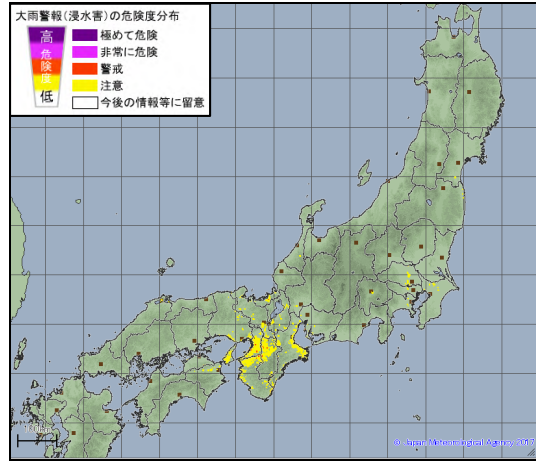 大雨警報(浸水害)の危険度分布
高
危
険
度
低
極めて危険
非常に危険
警戒
注意
今後の情報等に留意
© Japan Meteorological Agency 2017